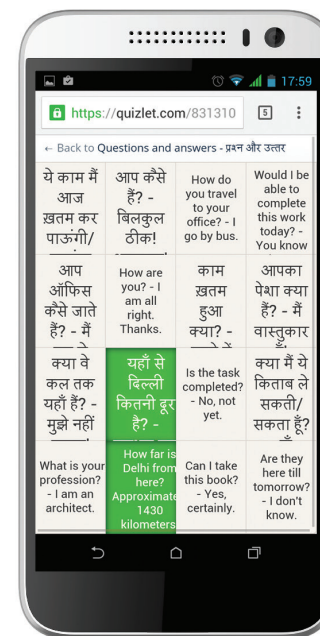 17:59
https://quizlet.com/831310
5
← Back to Questions and answers - प्रश्न और उत्तर
ये काम मैं
आज
ख़तम कर
पाऊंगी/
आप कैसे
हैं? -
बिलकुल
ठीक!
How do
you travel
to your
office? - I
go by bus.
Would I be
able to
complete
this work
today? -
You know
आप
ऑफिस
कैसे जाते
हैं? - मैं
How are
you? - I
am all
right.
Thanks.
काम
ख़तम
हुआ
क्या? -
आपका
पेशा क्या
हैं? - मैं
वास्तुकार
क्या वे
कल तक
यहाँ हैं? -
मुझे नहीं
यहाँ से
दिल्ली
कितनी दूर
है? -
Is the task
completed?
- No, not
yet.
क्या मैं ये
किताब ले
सकती/
सकता हूँ?
What is your
profession?
- I am an
architect.
How far is
Delhi from
here?
Approximate
1430
kilometers
Can I take
this book?
- Yes,
certainly.
Are they
here till
tomorrow?
- I don't
know.